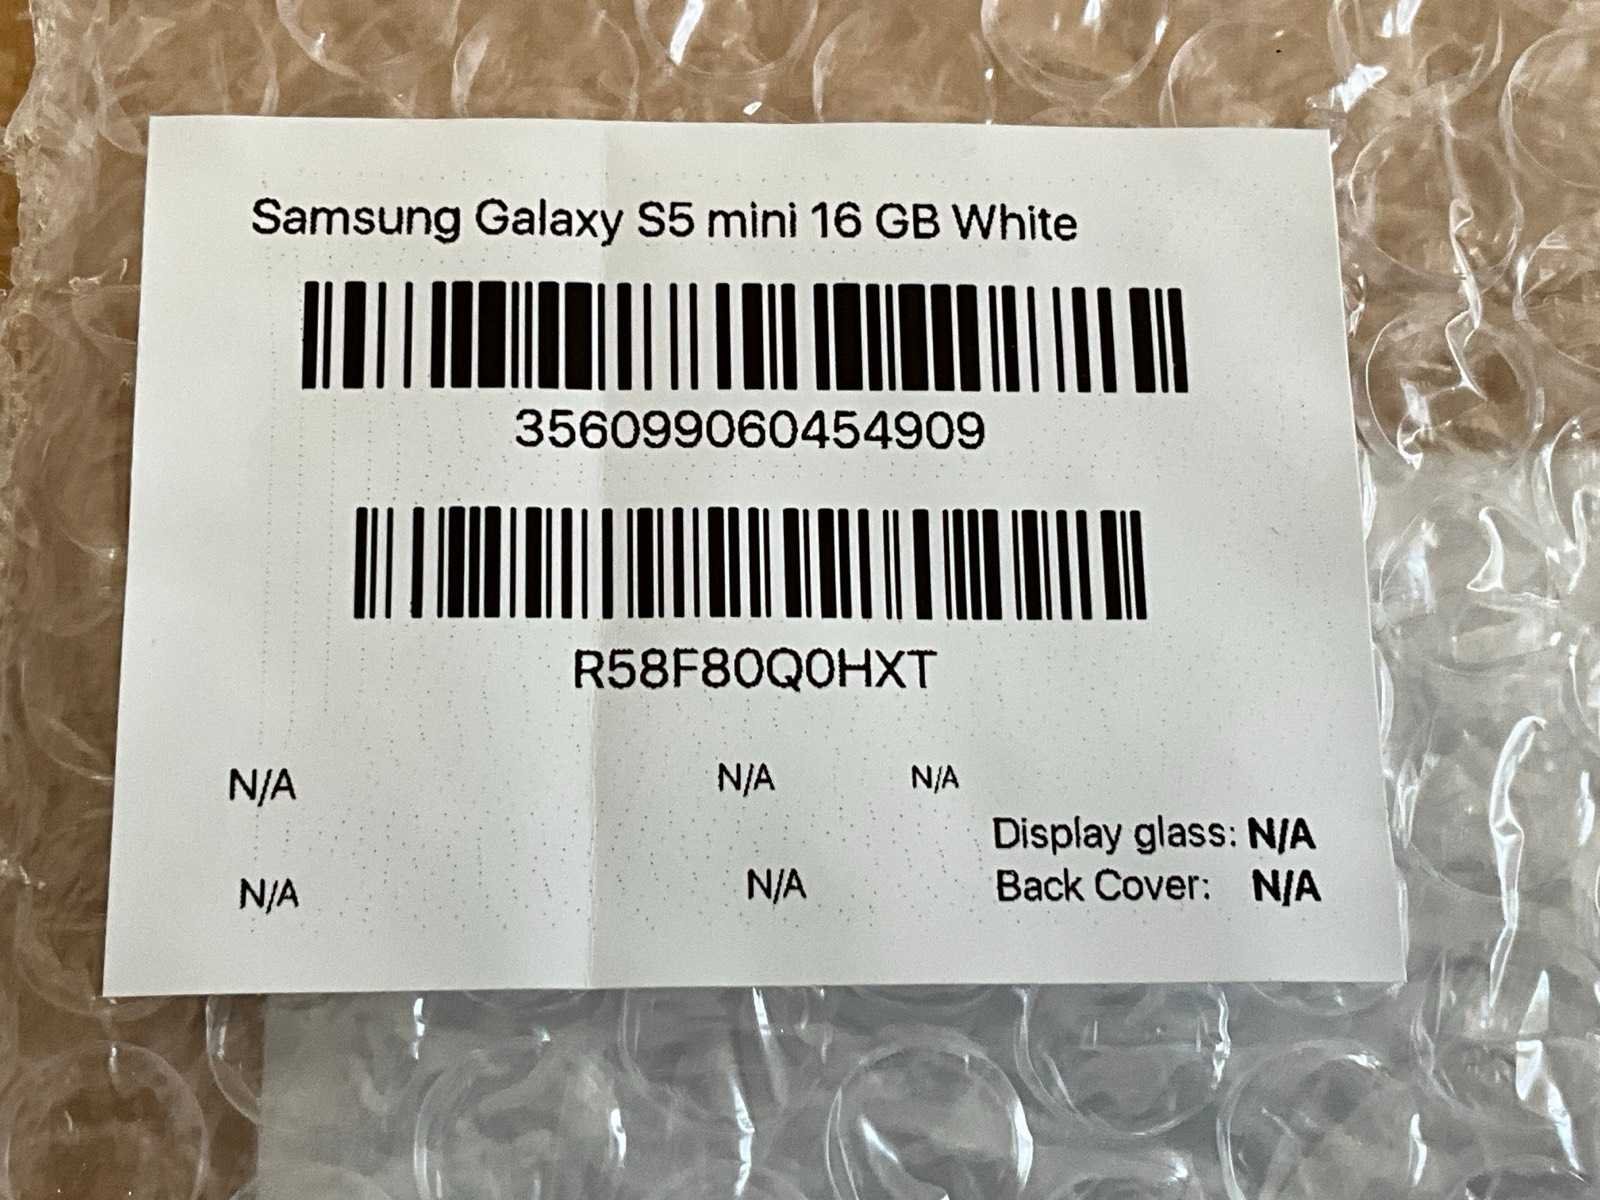 Samsung Galaxy S5 mini 16 GB White
356099060454909
R58F80Q0HXT
N/A N/A N/A
Display glass: N/A
N/A N/A Back Cover: N/A